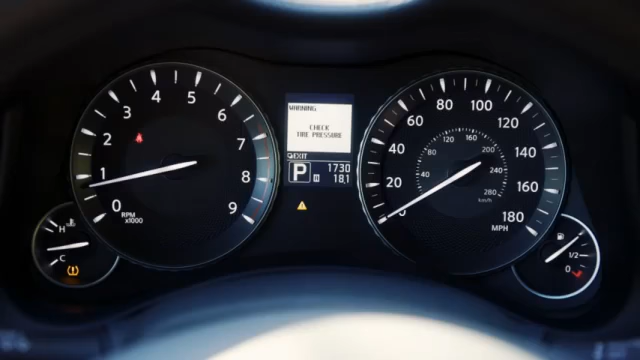 0
1
2
3
4
5
6
7
8
9
RPM
x1000
H
C
WARNING
CHECK
TIRE PRESSURE
EXIT
P
1730
18.1
0
20
40
60
80
100
120
140
160
180
MPH
40
80
120
160
200
240
280
km/h
1/2
0